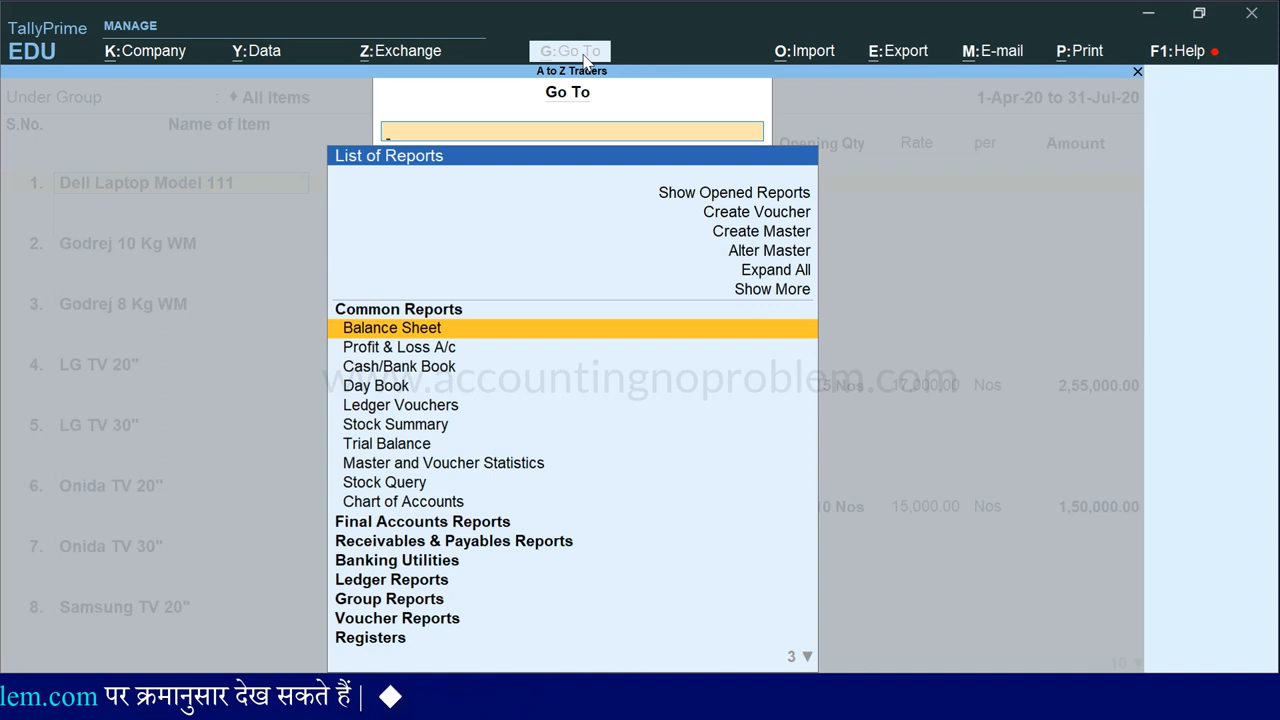 TallyPrime
EDU
MANAGE
K:Company Y:Data Z:Exchange G:Go To O:Import E:Export M:E-mail P:Print F1:Help
A to Z Traders
Under Group : ♦ All Items 1-Apr-20 to 31-Jul-20
S.No. Name of Item Opening Qty Rate per Amount
Go To
List of Reports
Show Opened Reports
Create Voucher
Create Master
Alter Master
Expand All
Show More
Common Reports
Balance Sheet
Profit & Loss A/c
Cash/Bank Book
Day Book
Ledger Vouchers
Stock Summary
Trial Balance
Master and Voucher Statistics
Stock Query
Chart of Accounts
Final Accounts Reports
Receivables & Payables Reports
Banking Utilities
Ledger Reports
Group Reports
Voucher Reports
Registers
3 ▼
1. Dell Laptop Model 111
2. Godrej 10 Kg WM
3. Godrej 8 Kg WM
4. LG TV 20"
5 Nos 17,000.00 Nos 2,55,000.00
5. LG TV 30"
6. Onida TV 20"
10 Nos 15,000.00 Nos 1,50,000.00
7. Onida TV 30"
8. Samsung TV 20"
10 ▼
www.accountingnoproblem.com
lem.com पर क्रमानुसार देख सकते हैं | ◆